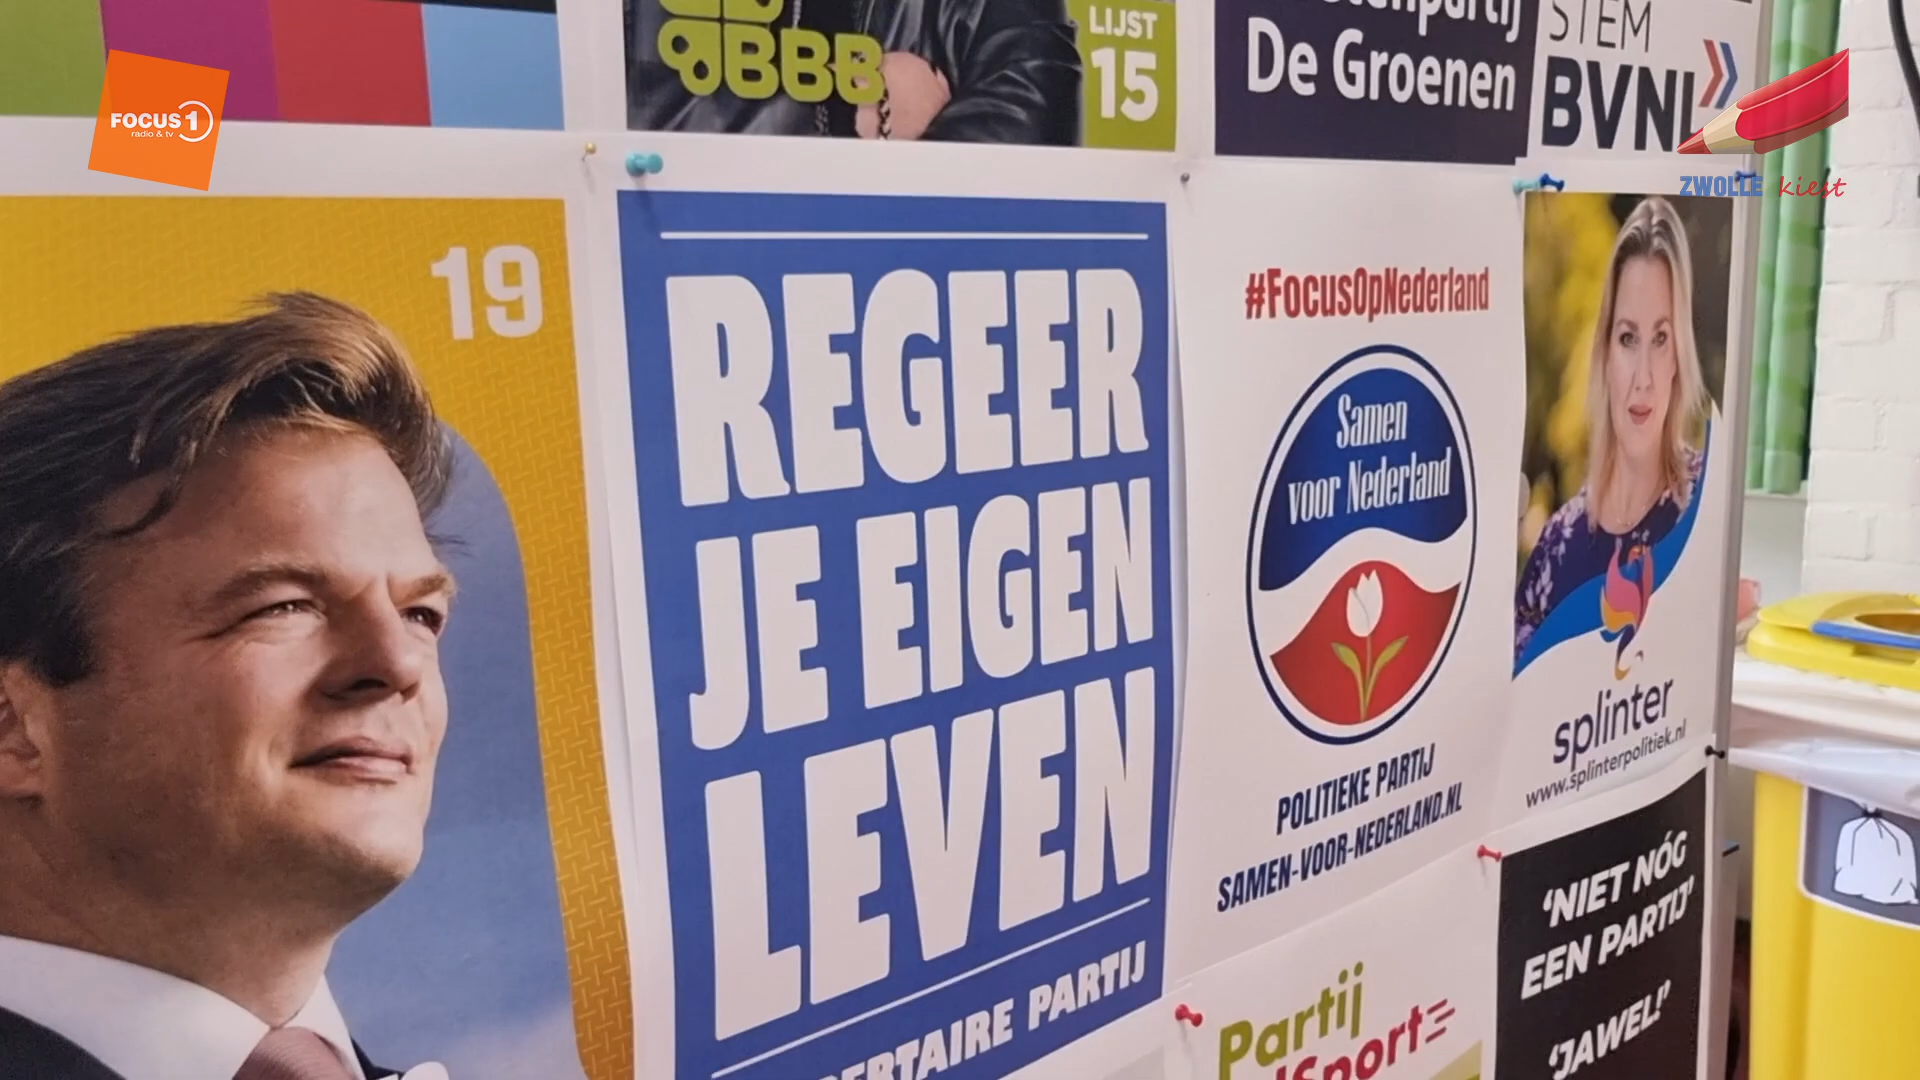 FOCUS 1
radio & tv
BBB
LIJST
15
De Groenen
STEM
BVNL
ZWOLLE kiest
19
REGEER
JE EIGEN
LEVEN
PARTIJ
#FocusOpNederland
Samen
voor Nederland
POLITIEKE PARTIJ
SAMEN-VOOR-NEDERLAND.NL
splinter
www.splinterpolitiek.nl
Partij
Sport
'NIET NÓG
EEN PARTIJ'
'JAWEL!'